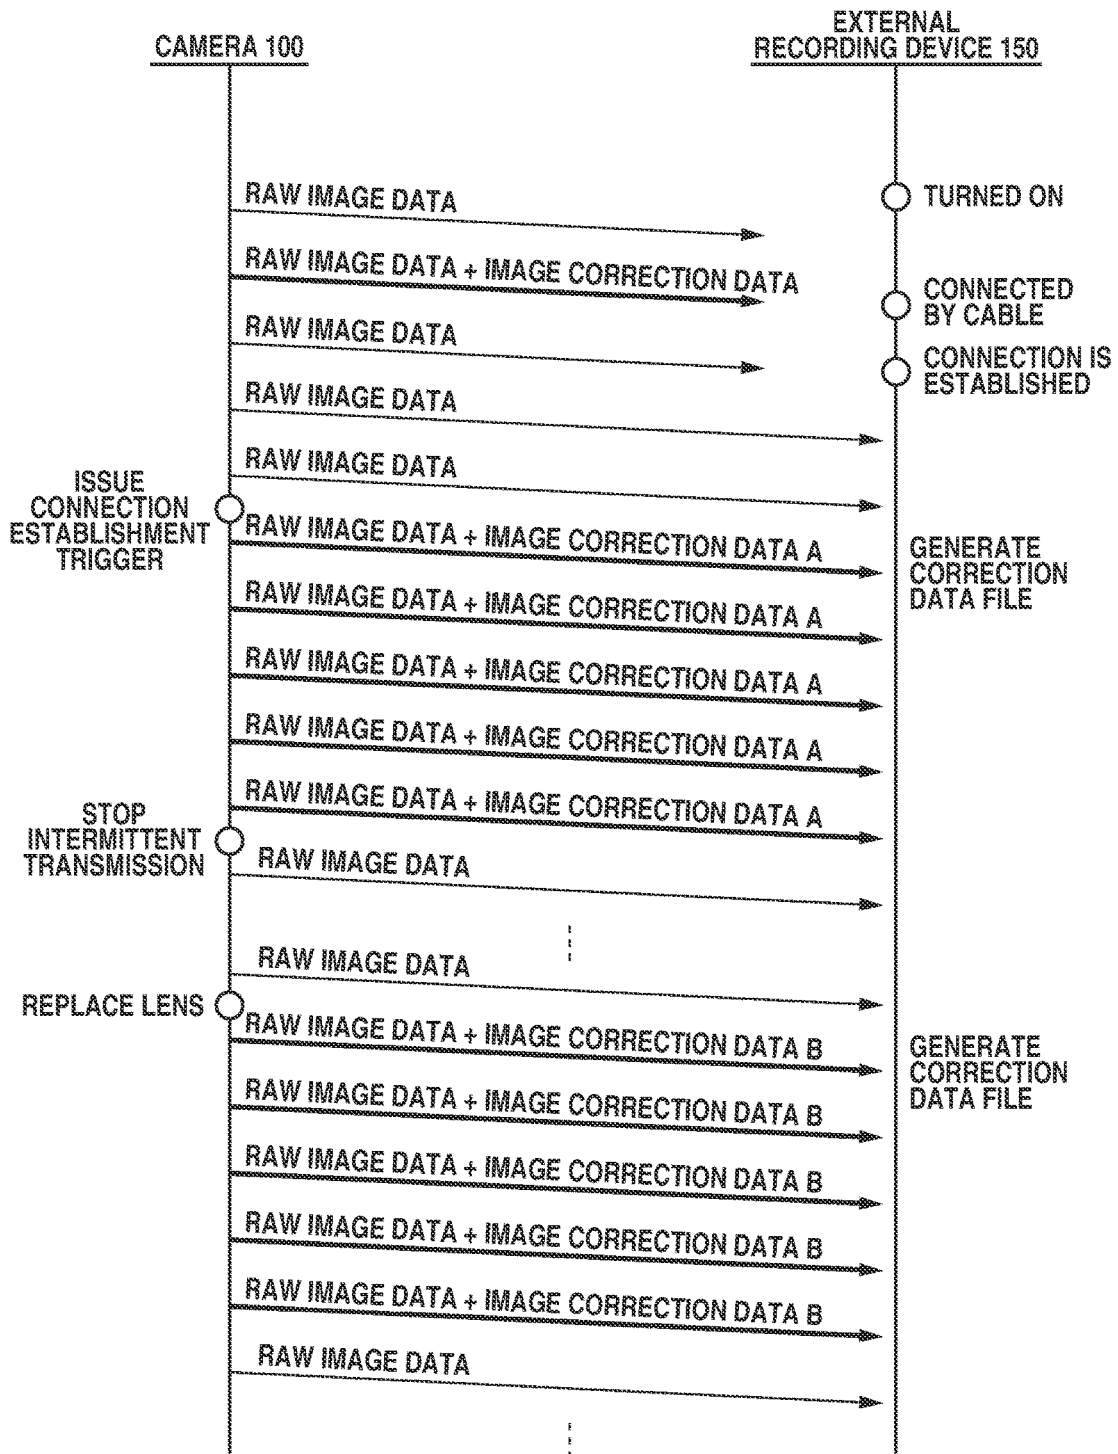 CAMERA 100
EXTERNAL
RECORDING DEVICE 150
RAW IMAGE DATA
TURNED ON
RAW IMAGE DATA + IMAGE CORRECTION DATA
CONNECTED
BY CABLE
RAW IMAGE DATA
CONNECTION IS
ESTABLISHED
RAW IMAGE DATA
RAW IMAGE DATA
ISSUE
CONNECTION
ESTABLISHMENT
TRIGGER
RAW IMAGE DATA + IMAGE CORRECTION DATA A
GENERATE
CORRECTION
DATA FILE
RAW IMAGE DATA + IMAGE CORRECTION DATA A
RAW IMAGE DATA + IMAGE CORRECTION DATA A
RAW IMAGE DATA + IMAGE CORRECTION DATA A
RAW IMAGE DATA + IMAGE CORRECTION DATA A
STOP
INTERMITTENT
TRANSMISSION
RAW IMAGE DATA
RAW IMAGE DATA
REPLACE LENS
RAW IMAGE DATA + IMAGE CORRECTION DATA B
GENERATE
CORRECTION
DATA FILE
RAW IMAGE DATA + IMAGE CORRECTION DATA B
RAW IMAGE DATA + IMAGE CORRECTION DATA B
RAW IMAGE DATA + IMAGE CORRECTION DATA B
RAW IMAGE DATA + IMAGE CORRECTION DATA B
RAW IMAGE DATA